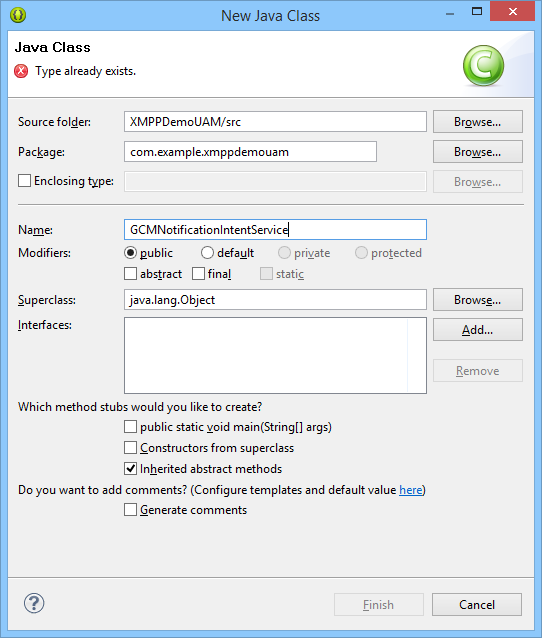 New Java Class
Java Class
Type already exists.
Source folder: XMPPDemoUAM/src Browse...
Package: com.example.xmppdemouam Browse...
Enclosing type: Browse...
Name: GCMNotificationIntentService
Modifiers: public default private protected
abstract final static
Superclass: java.lang.Object Browse...
Interfaces: Add...
Remove
Which method stubs would you like to create?
public static void main(String[] args)
Constructors from superclass
Inherited abstract methods
Do you want to add comments? (Configure templates and default value here)
Generate comments
? Finish Cancel